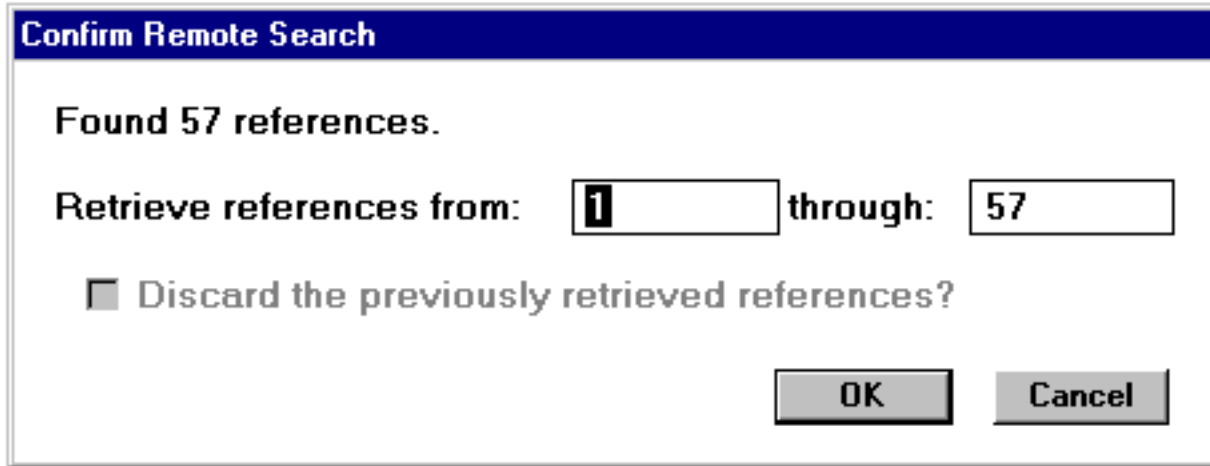 Confirm Remote Search
Found 57 references.
Retrieve references from: 1 through: 57
Discard the previously retrieved references?
OK Cancel